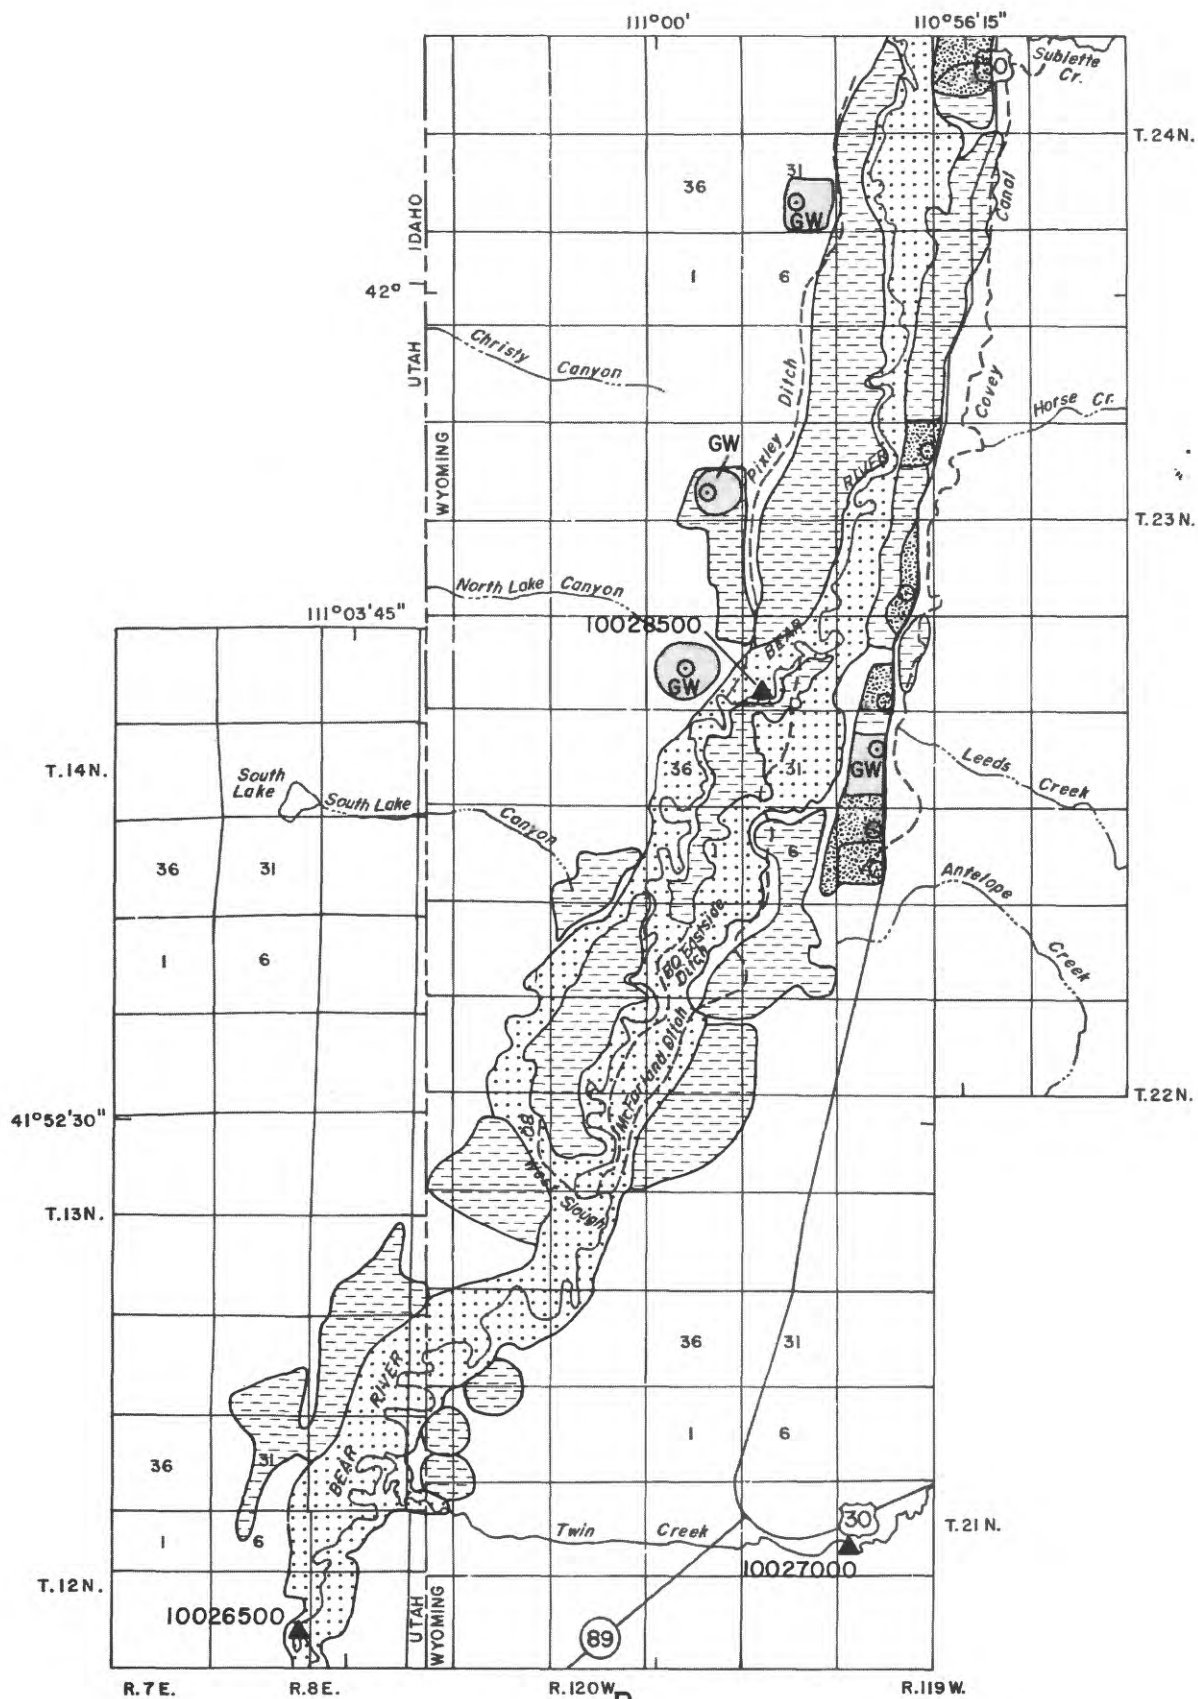 111°00'
110°56'15"
Sublette
Cr.
T.24N.
36
31
GW
Canal
IDAHO
1
6
42°
UTAH
Christy
Canyon
Ditch
Covey
Horse Cr.
GW
Pixley
RIVER
WYOMING
T.23N.
North Lake Canyon
111°03'45"
10028500
BEAR
GW
36
31
GW
T.14N.
South
Lake
South Lake
Canyon
Leeds
Creek
36
31
6
Antelope
Creek
1
6
BQ Eastside
Ditch
McFarland Ditch
41°52'30"
T.22N.
BQ
West Slough
T.13N.
36
31
RIVER
1
6
36
31
BEAR
30
1
6
Twin Creek
T.21N.
10027000
T.12N.
10026500
UTAH
WYOMING
89
R.7E.
R.8E.
R.120W.
R.119W.